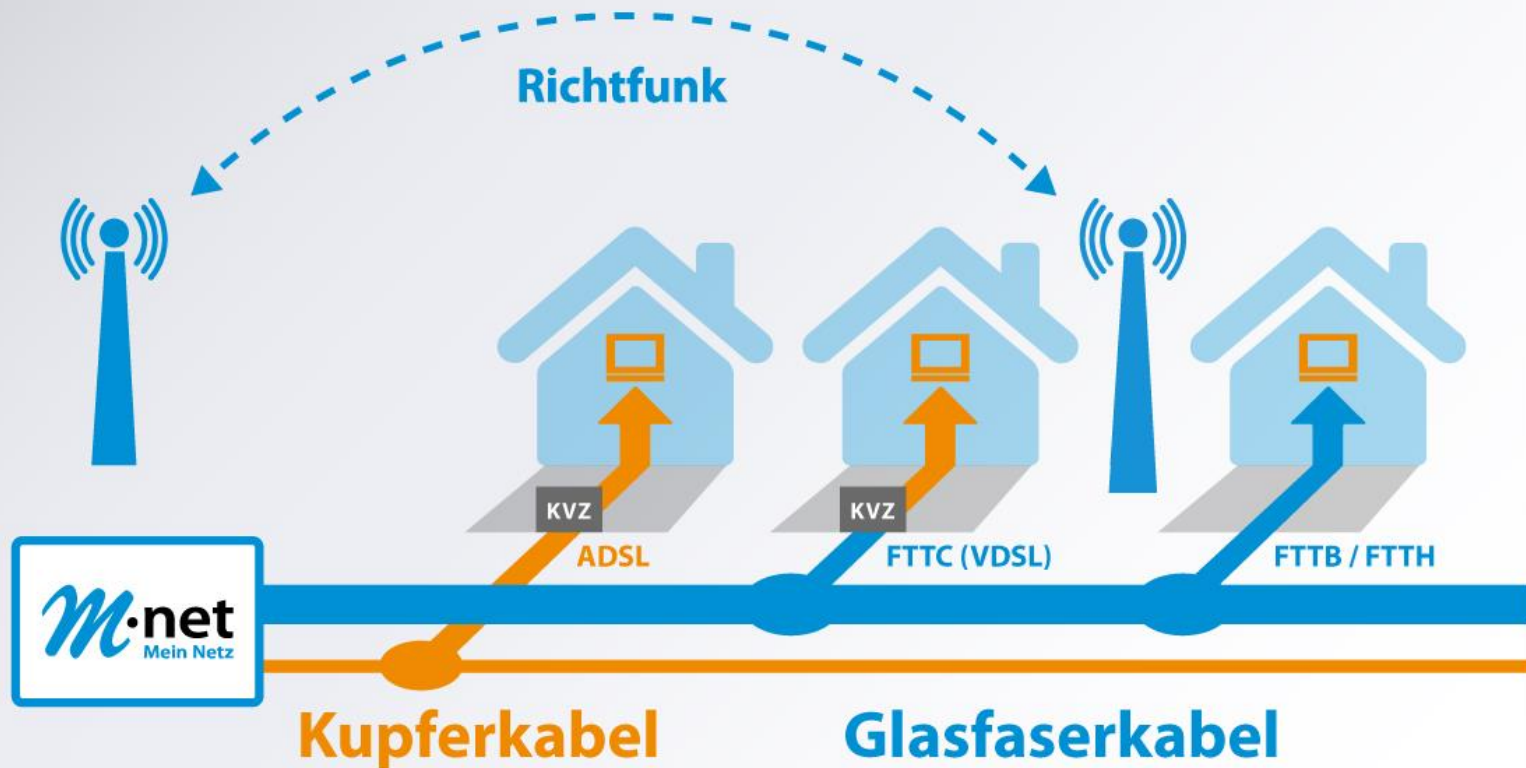 Richtfunk
KVZ
KVZ
ADSL
FTTC (VDSL)
FTTB / FTTH
M·net
Mein Netz
Kupferkabel
Glasfaserkabel